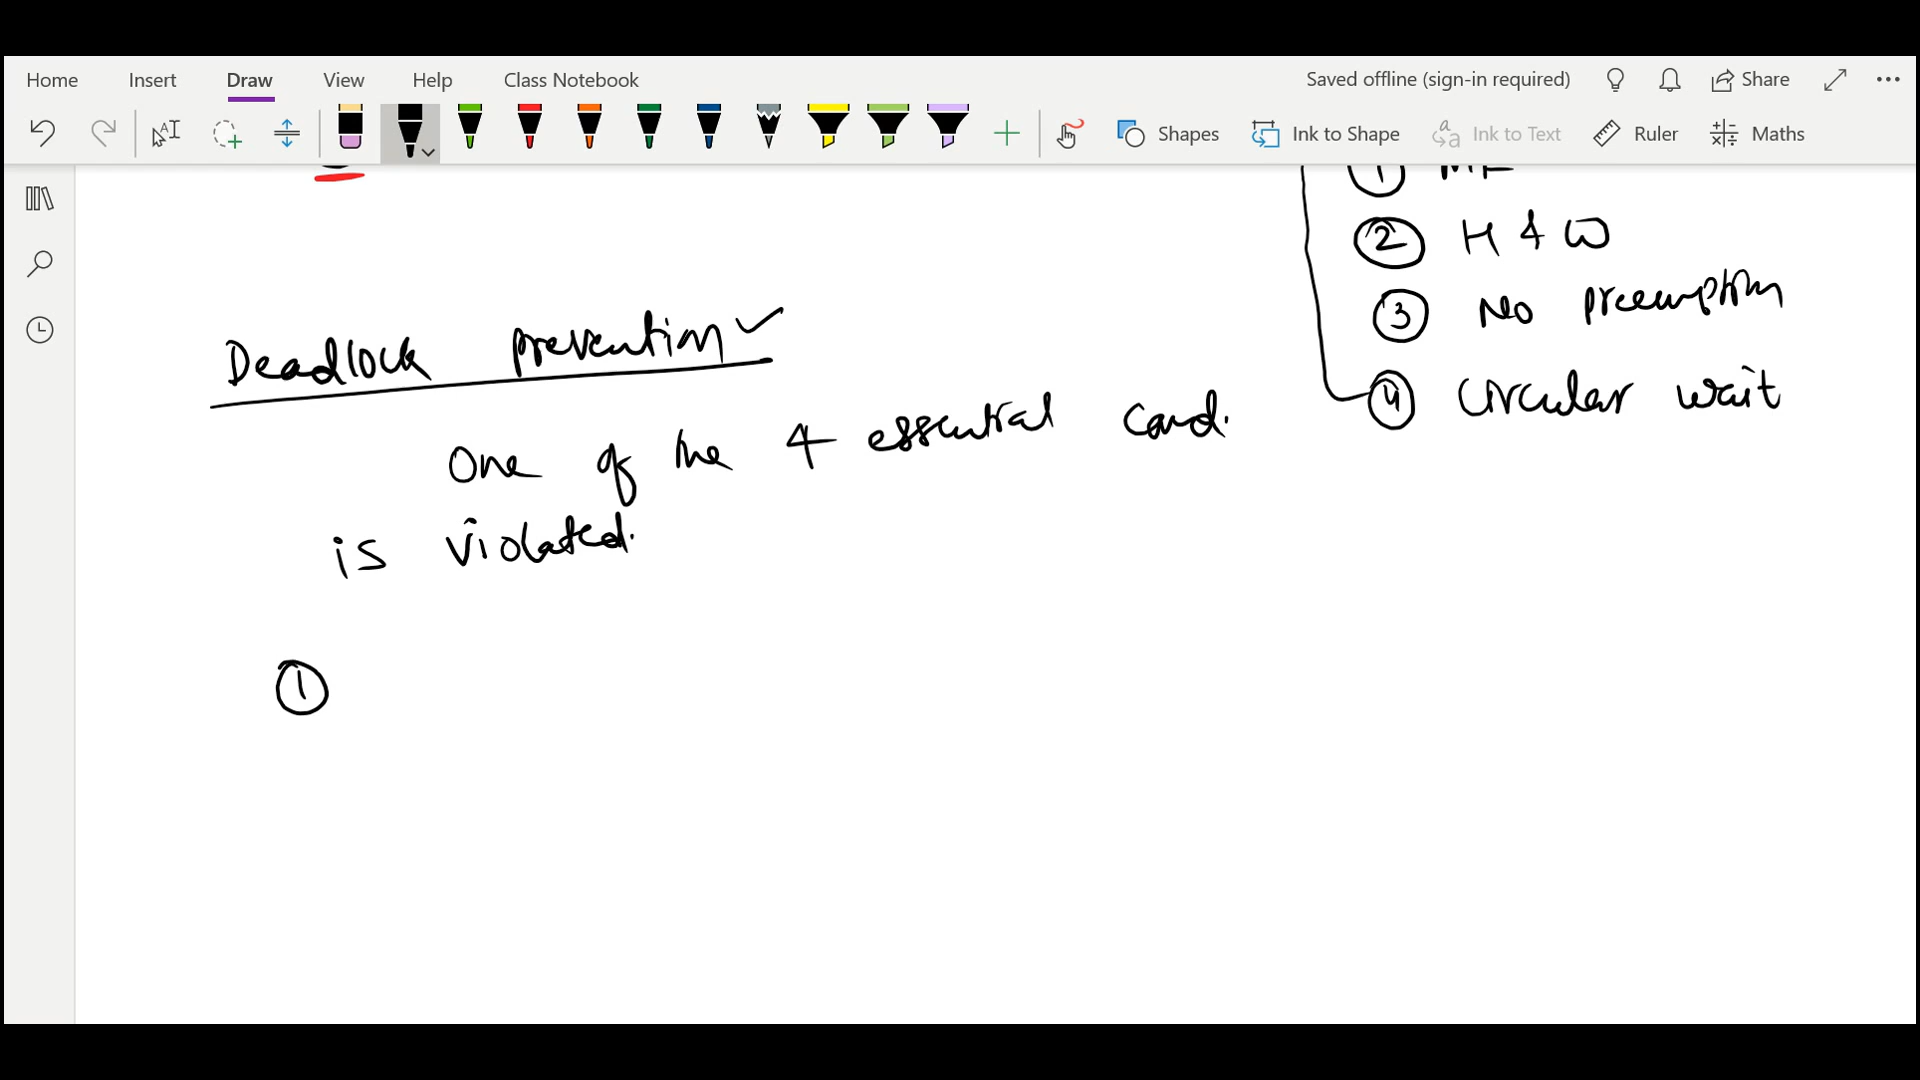 Home Insert Draw View Help Class Notebook Saved offline (sign-in required) Share
Shapes Ink to Shape Ink to Text Ruler Maths
① ME
② H & W
③ No preemption
④ Circular wait
Deadlock prevention ✓
One of the 4 essential cond.
is violated.
①